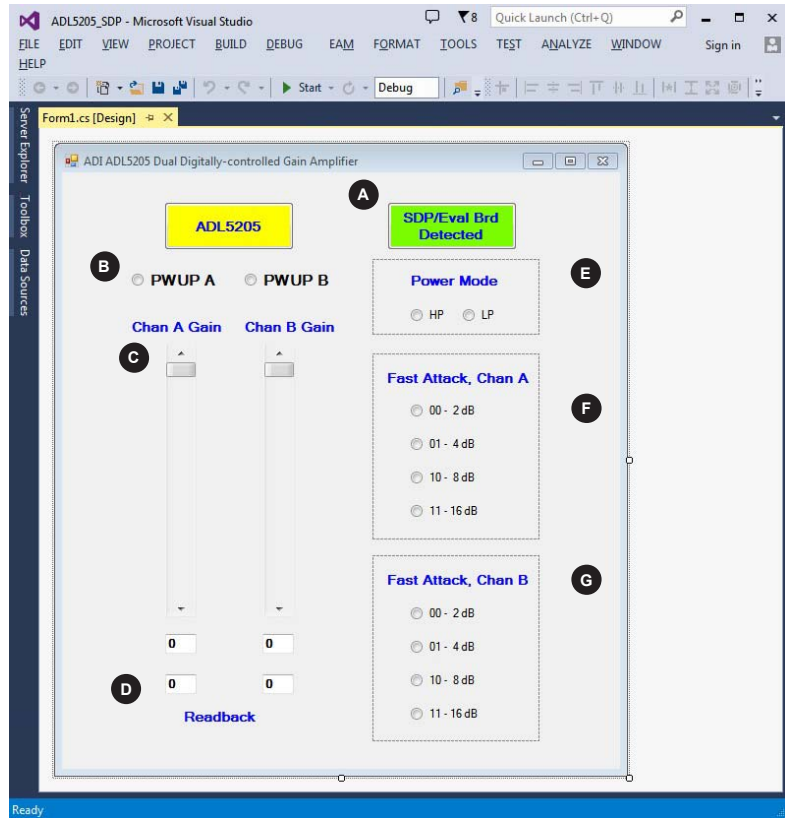 ADL5205_SDP - Microsoft Visual Studio
8
Quick Launch (Ctrl+Q)
FILE EDIT VIEW PROJECT BUILD DEBUG EAM FORMAT TOOLS TEST ANALYZE WINDOW Sign in
HELP
Start Debug
Server Explorer
Toolbox
Data Sources
Form1.cs [Design]
ADI ADL5205 Dual Digitally-controlled Gain Amplifier
A
ADL5205
SDP/Eval Brd
Detected
B
PWUP A PWUP B
Chan A Gain Chan B Gain
C
0 0
D
0 0
Readback
E
Power Mode
HP LP
Fast Attack, Chan A
F
00 - 2 dB
01 - 4 dB
10 - 8 dB
11 - 16 dB
Fast Attack, Chan B
G
00 - 2 dB
01 - 4 dB
10 - 8 dB
11 - 16 dB
Ready